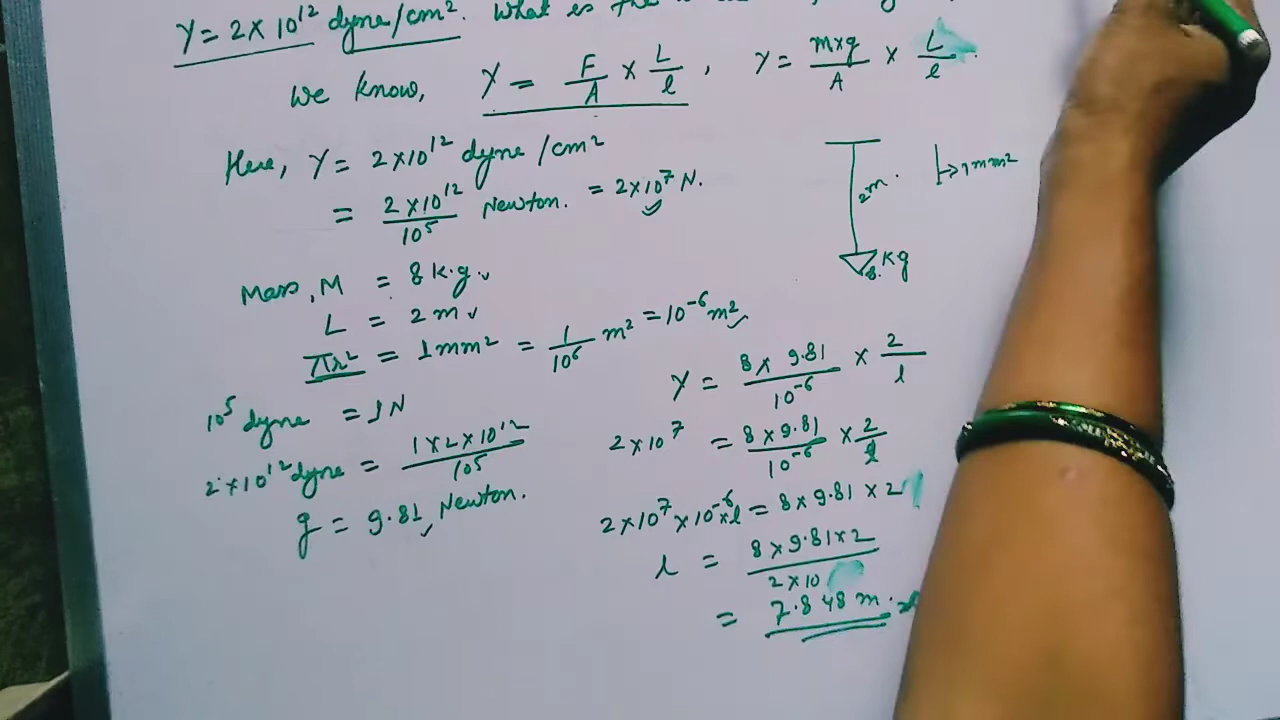 Y = 2 × 10¹² dyne/cm². What is the
We know, Y = F/A × L/l , Y = m×g/A × L/l .
Here, Y = 2×10¹² dyne /cm²
= 2×10¹²/10⁵ Newton. = 2×10⁷ N.
2m.
1mm²
8 Kg
Mass, M = 8 k.g.
L = 2 m
πr² = 1mm² = 1/10⁶ m² = 10⁻⁶ m²
10⁵ dyne = 1N
2×10¹² dyne = 1×2×10¹²/10⁵
g = 9.81 Newton.
Y = 8 × 9.81/10⁻⁶ × 2/l
2×10⁷ = 8×9.81/10⁻⁶ × 2/l
2×10⁷×10⁻⁶×l = 8×9.81×2
l = 8×9.81×2/2×10
= 7.848 m.